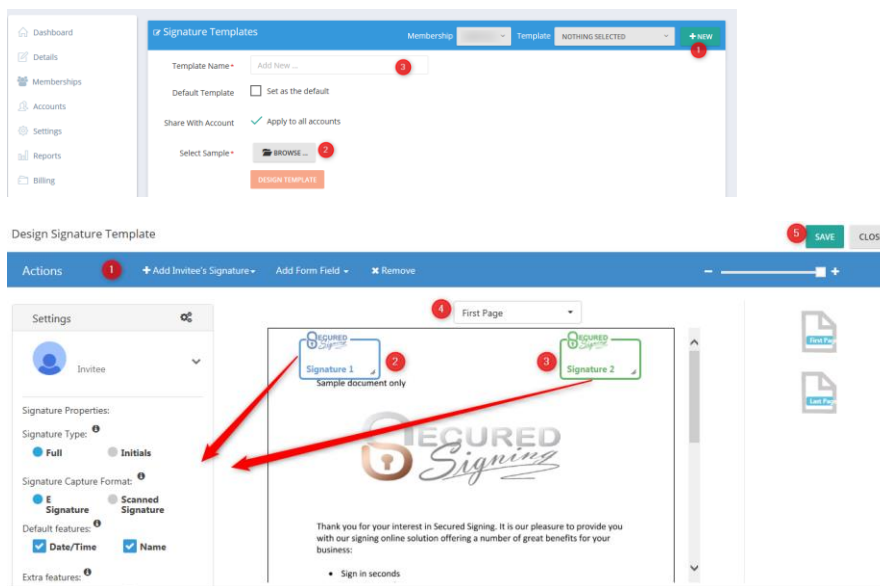 Dashboard
Details
Memberships
Accounts
Settings
Reports
Billing
Signature Templates
Membership
Template
NOTHING SELECTED
+ NEW
1
Template Name •
Add New ...
3
Default Template
Set as the default
Share With Account
Apply to all accounts
Select Sample •
BROWSE ...
2
DESIGN TEMPLATE
Design Signature Template
5
SAVE
CLOS
Actions
1
+ Add Invitee's Signature
Add Form Field
✖ Remove
− +
Settings
Invitee
Signature Properties:
Signature Type:
Full
Initials
Signature Capture Format:
E
Signature
Scanned
Signature
Default features:
Date/Time
Name
Extra features:
4
First Page
SECURED
Signing
Signature 1
2
SECURED
Signing
3
Signature 2
Sample document only
SECURED
Signing
Thank you for your interest in Secured Signing. It is our pleasure to provide you
with our signing online solution offering a number of great benefits for your
business:
• Sign in seconds
First Page
Last Page